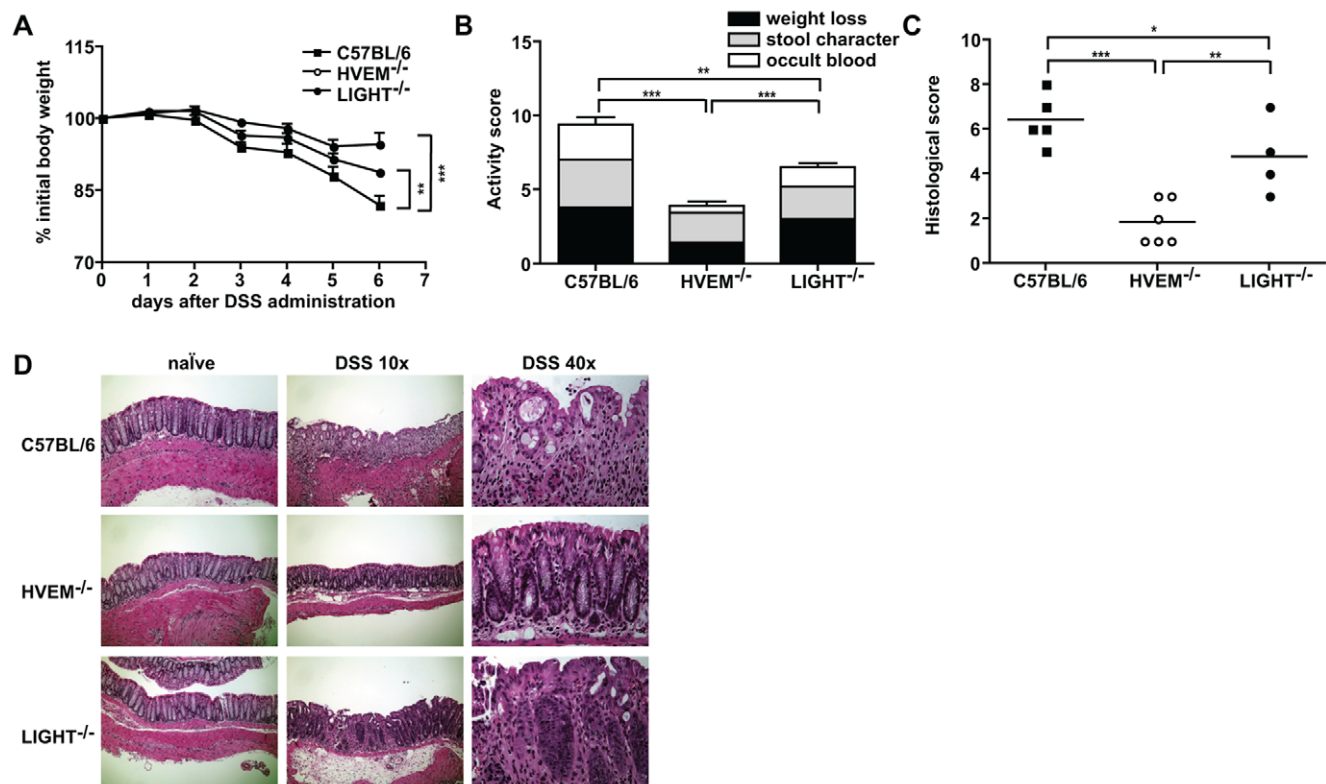 A
115
100
85
70
% initial body weight
C57BL/6
HVEM-/-
LIGHT-/-
**
***
0 1 2 3 4 5 6 7
days after DSS administration
B
weight loss
stool character
occult blood
15
10
5
0
Activity score
**
*** ***
C57BL/6 HVEM-/- LIGHT-/-
C
10
8
6
4
2
0
Histological score
*
*** **
C57BL/6 HVEM-/- LIGHT-/-
D
naÏve DSS 10x DSS 40x
C57BL/6
HVEM-/-
LIGHT-/-